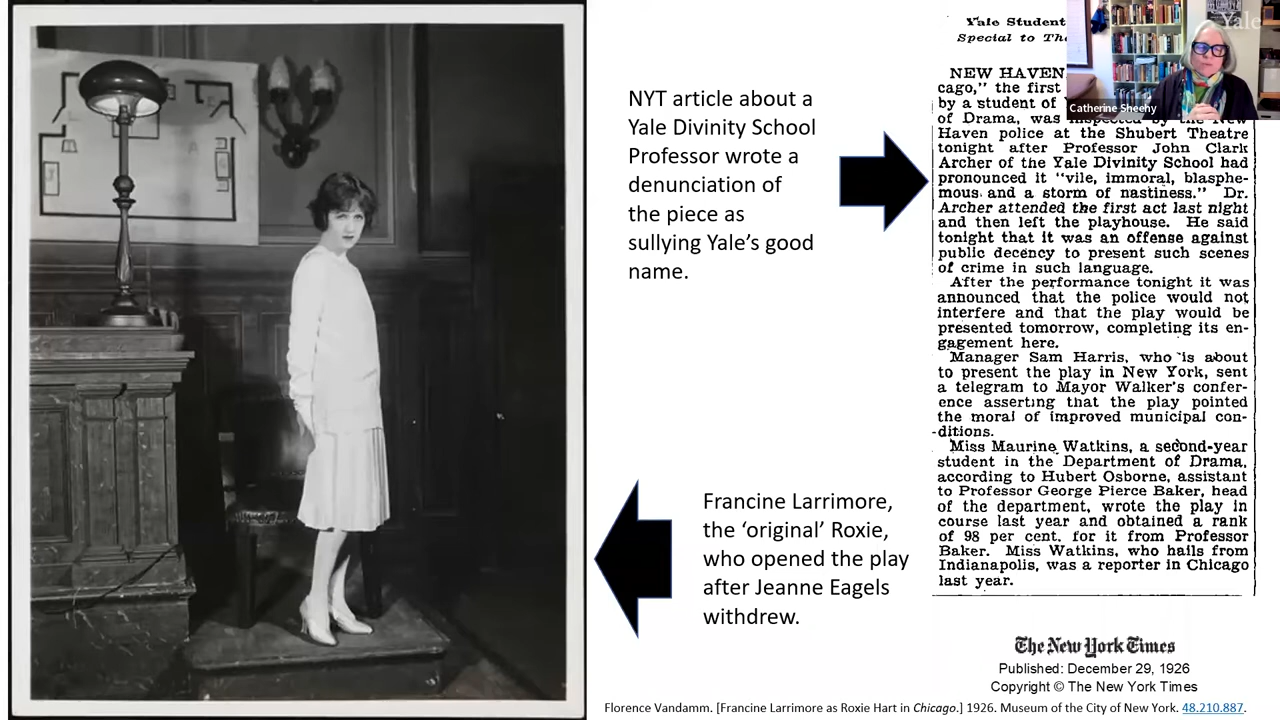 NYT article about a
Yale Divinity School
Professor wrote a
denunciation of
the piece as
sullying Yale’s good
name.
Francine Larrimore,
the ‘original’ Roxie,
who opened the play
after Jeanne Eagels
withdrew.
Yale Student
Special to
NEW HAVEN
cago,” the first
by a student of
of Drama, was inspected by the New
Haven police at the Shubert Theatre
tonight after Professor John Clark
Archer of the Yale Divinity School had
pronounced it “vile, immoral, blasphe-
mous and a storm of nastiness.” Dr.
Archer attended the first act last night
and then left the playhouse. He said
tonight that it was an offense against
public decency to present such scenes
of crime in such language.
After the performance tonight it was
announced that the police would not
interfere and that the play would be
presented tomorrow, completing its en-
gagement here.
Manager Sam Harris, who is about
to present the play in New York, sent
a telegram to Mayor Walker’s confer-
ence asserting that the play pointed
the moral of improved municipal con-
-ditions.
Miss Maurine Watkins, a second-year
student in the Department of Drama,
according to Hubert Osborne, assistant
to Professor George Pierce Baker, head
of the department, wrote the play in
course last year and obtained a rank
of 98 per cent. for it from Professor
Baker. Miss Watkins, who hails from
Indianapolis, was a reporter in Chicago
last year.
Yale
Catherine Sheehy
The New York Times
Published: December 29, 1926
Copyright © The New York Times
Florence Vandamm. [Francine Larrimore as Roxie Hart in Chicago.] 1926. Museum of the City of New York. 48.210.887.